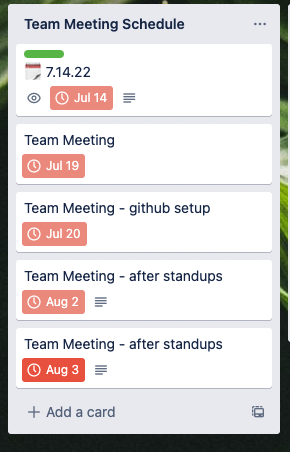 Team Meeting Schedule
7.14.22
Jul 14
Team Meeting
Jul 19
Team Meeting - github setup
Jul 20
Team Meeting - after standups
Aug 2
Team Meeting - after standups
Aug 3
+ Add a card